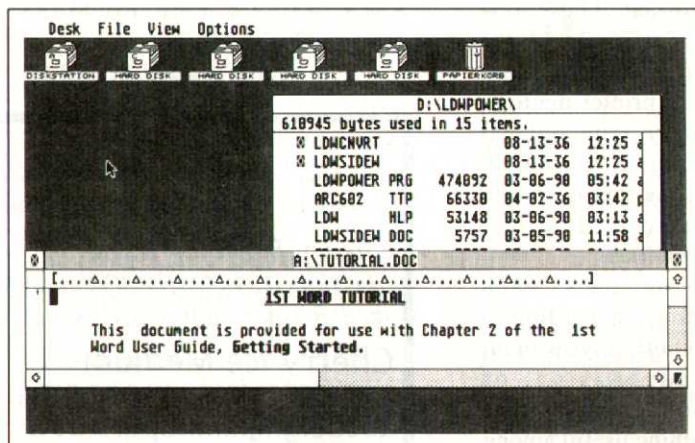 Desk File View Options
DISKSTATION HARD DISK HARD DISK HARD DISK HARD DISK PAPIERKORB
D:\LDWPOWER\
610945 bytes used in 15 items.
LDWCNVRT 08-13-36 12:25 a
LDWSIDEW 08-13-36 12:25 a
LDWPOWER PRG 474092 03-06-90 05:42 a
ARC602 TTP 66330 04-02-36 03:42 p
LDW HLP 53148 03-06-90 03:13 a
LDWSIDEW DOC 5757 03-05-90 11:58 a
A:\TUTORIAL.DOC
1ST WORD TUTORIAL
This document is provided for use with Chapter 2 of the 1st
Word User Guide, Getting Started.